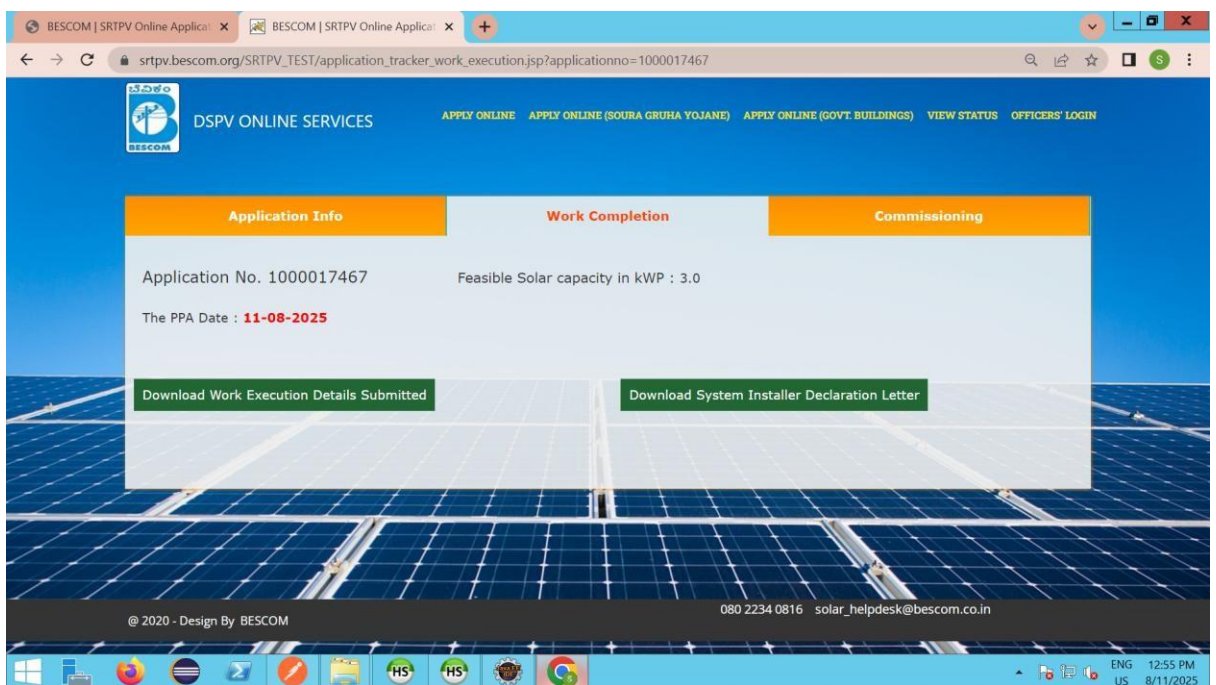 BESCOM | SRTPV Online Applicat
BESCOM | SRTPV Online Applicat
srtpv.bescom.org/SRTPV_TEST/application_tracker_work_execution.jsp?applicationno=1000017467
S
ಬೆವಿಕಂ
BESCOM
DSPV ONLINE SERVICES
APPLY ONLINE APPLY ONLINE (SOURA GRUHA YOJANE) APPLY ONLINE (GOVT. BUILDINGS) VIEW STATUS OFFICERS' LOGIN
Application Info Work Completion Commissioning
Application No. 1000017467 Feasible Solar capacity in kWP : 3.0
The PPA Date : 11-08-2025
Download Work Execution Details Submitted Download System Installer Declaration Letter
080 2234 0816 solar_helpdesk@bescom.co.in
@ 2020 - Design By BESCOM
HS HS
ENG 12:55 PM
US 8/11/2025